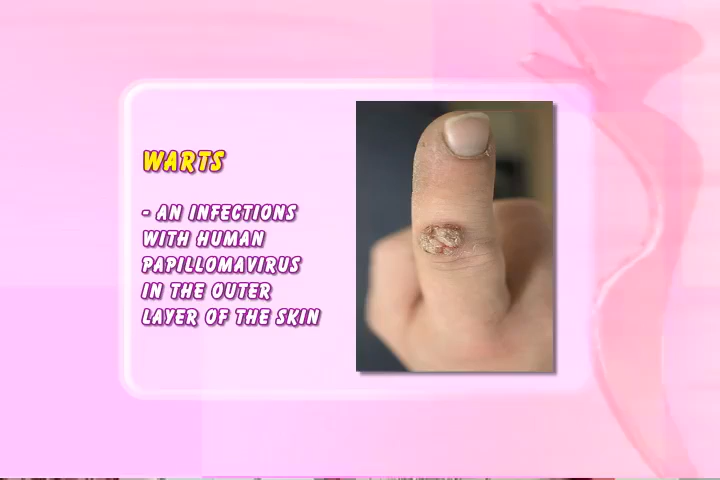 WARTS
- AN INFECTIONS
WITH HUMAN
PAPILLOMAVIRUS
IN THE OUTER
LAYER OF THE SKIN